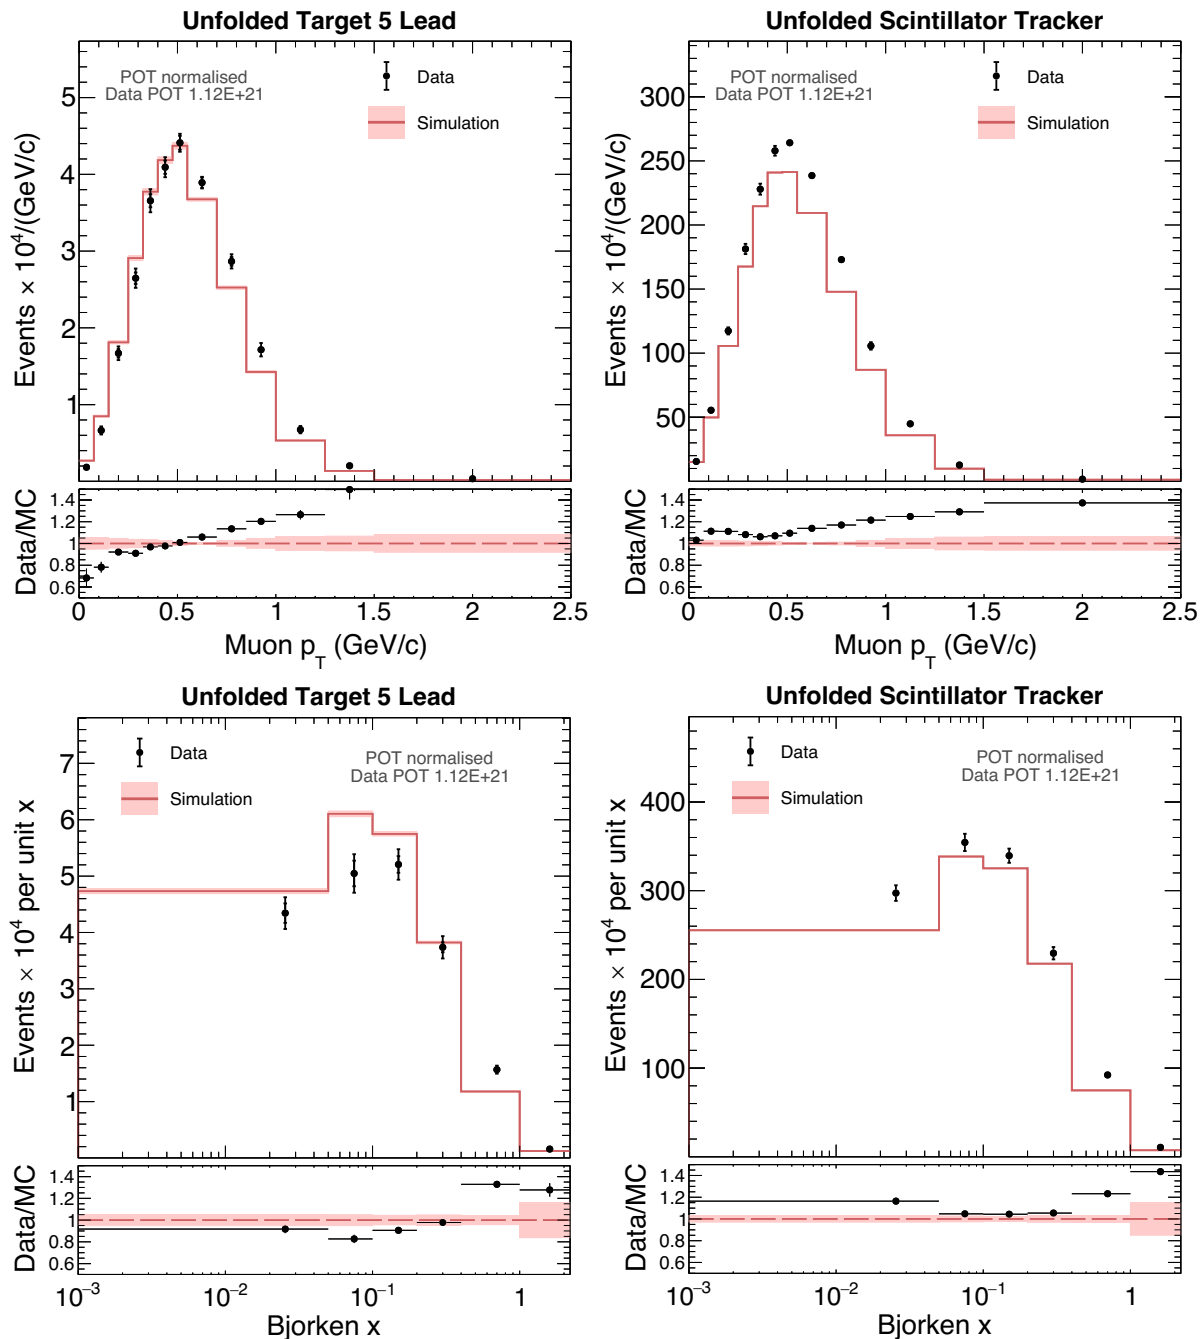 Unfolded Target 5 Lead
POT normalised
Data POT 1.12E+21
Data
Simulation
Events × 10⁴/(GeV/c)
5
4
3
2
1
Data/MC
1.4
1.2
1
0.8
0.6
0 0.5 1 1.5 2 2.5
Muon p_T (GeV/c)
Unfolded Scintillator Tracker
POT normalised
Data POT 1.12E+21
Data
Simulation
Events × 10⁴/(GeV/c)
300
250
200
150
100
50
Data/MC
1.4
1.2
1
0.8
0.6
0 0.5 1 1.5 2 2.5
Muon p_T (GeV/c)
Unfolded Target 5 Lead
Data
Simulation
POT normalised
Data POT 1.12E+21
Events × 10⁴ per unit x
7
6
5
4
3
2
1
Data/MC
1.4
1.2
1
0.8
0.6
10⁻³ 10⁻² 10⁻¹ 1
Bjorken x
Unfolded Scintillator Tracker
Data
Simulation
POT normalised
Data POT 1.12E+21
Events × 10⁴ per unit x
400
300
200
100
Data/MC
1.4
1.2
1
0.8
0.6
10⁻³ 10⁻² 10⁻¹ 1
Bjorken x